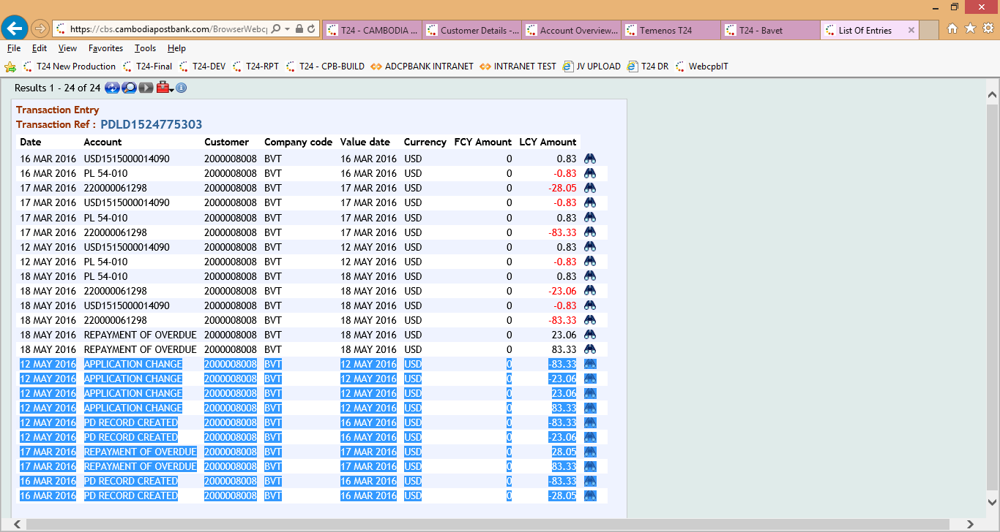 https://cbs.cambodiapostbank.com/BrowserWebcp
T24 - CAMBODIA ...
Customer Details -...
Account Overview...
Temenos T24
T24 - Bavet
List Of Entries
File Edit View Favorites Tools Help
T24 New Production T24-Final T24-DEV T24-RPT T24 - CPB-BUILD ADCPBANK INTRANET INTRANET TEST JV UPLOAD T24 DR WebcpbIT
Results 1 - 24 of 24
Transaction Entry
Transaction Ref : PDLD1524775303
Date Account Customer Company code Value date Currency FCY Amount LCY Amount
16 MAR 2016 USD1515000014090 2000008008 BVT 16 MAR 2016 USD 0 0.83
16 MAR 2016 PL 54-010 2000008008 BVT 16 MAR 2016 USD 0 -0.83
17 MAR 2016 220000061298 2000008008 BVT 17 MAR 2016 USD 0 -28.05
17 MAR 2016 USD1515000014090 2000008008 BVT 17 MAR 2016 USD 0 -0.83
17 MAR 2016 PL 54-010 2000008008 BVT 17 MAR 2016 USD 0 0.83
17 MAR 2016 220000061298 2000008008 BVT 17 MAR 2016 USD 0 -83.33
12 MAY 2016 USD1515000014090 2000008008 BVT 12 MAY 2016 USD 0 0.83
12 MAY 2016 PL 54-010 2000008008 BVT 12 MAY 2016 USD 0 -0.83
18 MAY 2016 PL 54-010 2000008008 BVT 18 MAY 2016 USD 0 0.83
18 MAY 2016 220000061298 2000008008 BVT 18 MAY 2016 USD 0 -23.06
18 MAY 2016 USD1515000014090 2000008008 BVT 18 MAY 2016 USD 0 -0.83
18 MAY 2016 220000061298 2000008008 BVT 18 MAY 2016 USD 0 -83.33
18 MAY 2016 REPAYMENT OF OVERDUE 2000008008 BVT 18 MAY 2016 USD 0 23.06
18 MAY 2016 REPAYMENT OF OVERDUE 2000008008 BVT 18 MAY 2016 USD 0 83.33
12 MAY 2016 APPLICATION CHANGE 2000008008 BVT 12 MAY 2016 USD 0 -83.33
12 MAY 2016 APPLICATION CHANGE 2000008008 BVT 12 MAY 2016 USD 0 -23.06
12 MAY 2016 APPLICATION CHANGE 2000008008 BVT 12 MAY 2016 USD 0 23.06
12 MAY 2016 APPLICATION CHANGE 2000008008 BVT 12 MAY 2016 USD 0 83.33
12 MAY 2016 PD RECORD CREATED 2000008008 BVT 16 MAY 2016 USD 0 -83.33
12 MAY 2016 PD RECORD CREATED 2000008008 BVT 16 MAY 2016 USD 0 -23.06
17 MAR 2016 REPAYMENT OF OVERDUE 2000008008 BVT 17 MAR 2016 USD 0 28.05
17 MAR 2016 REPAYMENT OF OVERDUE 2000008008 BVT 17 MAR 2016 USD 0 83.33
16 MAR 2016 PD RECORD CREATED 2000008008 BVT 16 MAR 2016 USD 0 -83.33
16 MAR 2016 PD RECORD CREATED 2000008008 BVT 16 MAR 2016 USD 0 -28.05